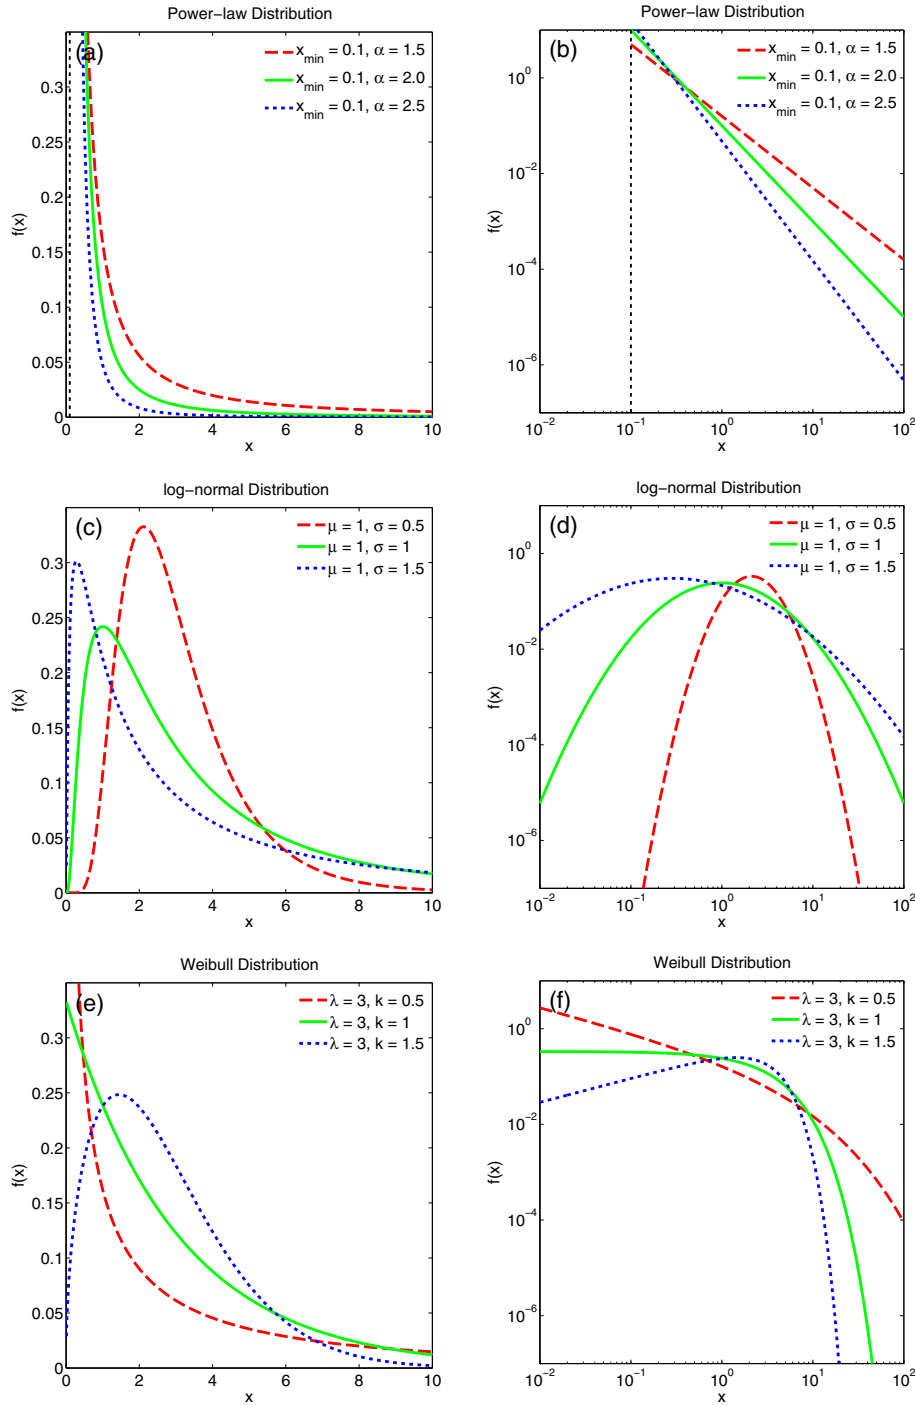 Power−law Distribution
(a)
x_min = 0.1, α = 1.5
x_min = 0.1, α = 2.0
x_min = 0.1, α = 2.5
0.3
0.25
0.2
0.15
0.1
0.05
0
f(x)
0 2 4 6 8 10
x
Power−law Distribution
(b)
x_min = 0.1, α = 1.5
x_min = 0.1, α = 2.0
x_min = 0.1, α = 2.5
10^0
10^−2
10^−4
10^−6
f(x)
10^−2 10^−1 10^0 10^1 10^2
x
log−normal Distribution
(c)
μ = 1, σ = 0.5
μ = 1, σ = 1
μ = 1, σ = 1.5
0.3
0.25
0.2
0.15
0.1
0.05
0
f(x)
0 2 4 6 8 10
x
log−normal Distribution
(d)
μ = 1, σ = 0.5
μ = 1, σ = 1
μ = 1, σ = 1.5
10^0
10^−2
10^−4
10^−6
f(x)
10^−2 10^−1 10^0 10^1 10^2
x
Weibull Distribution
(e)
λ = 3, k = 0.5
λ = 3, k = 1
λ = 3, k = 1.5
0.3
0.25
0.2
0.15
0.1
0.05
0
f(x)
0 2 4 6 8 10
x
Weibull Distribution
(f)
λ = 3, k = 0.5
λ = 3, k = 1
λ = 3, k = 1.5
10^0
10^−2
10^−4
10^−6
f(x)
10^−2 10^−1 10^0 10^1 10^2
x